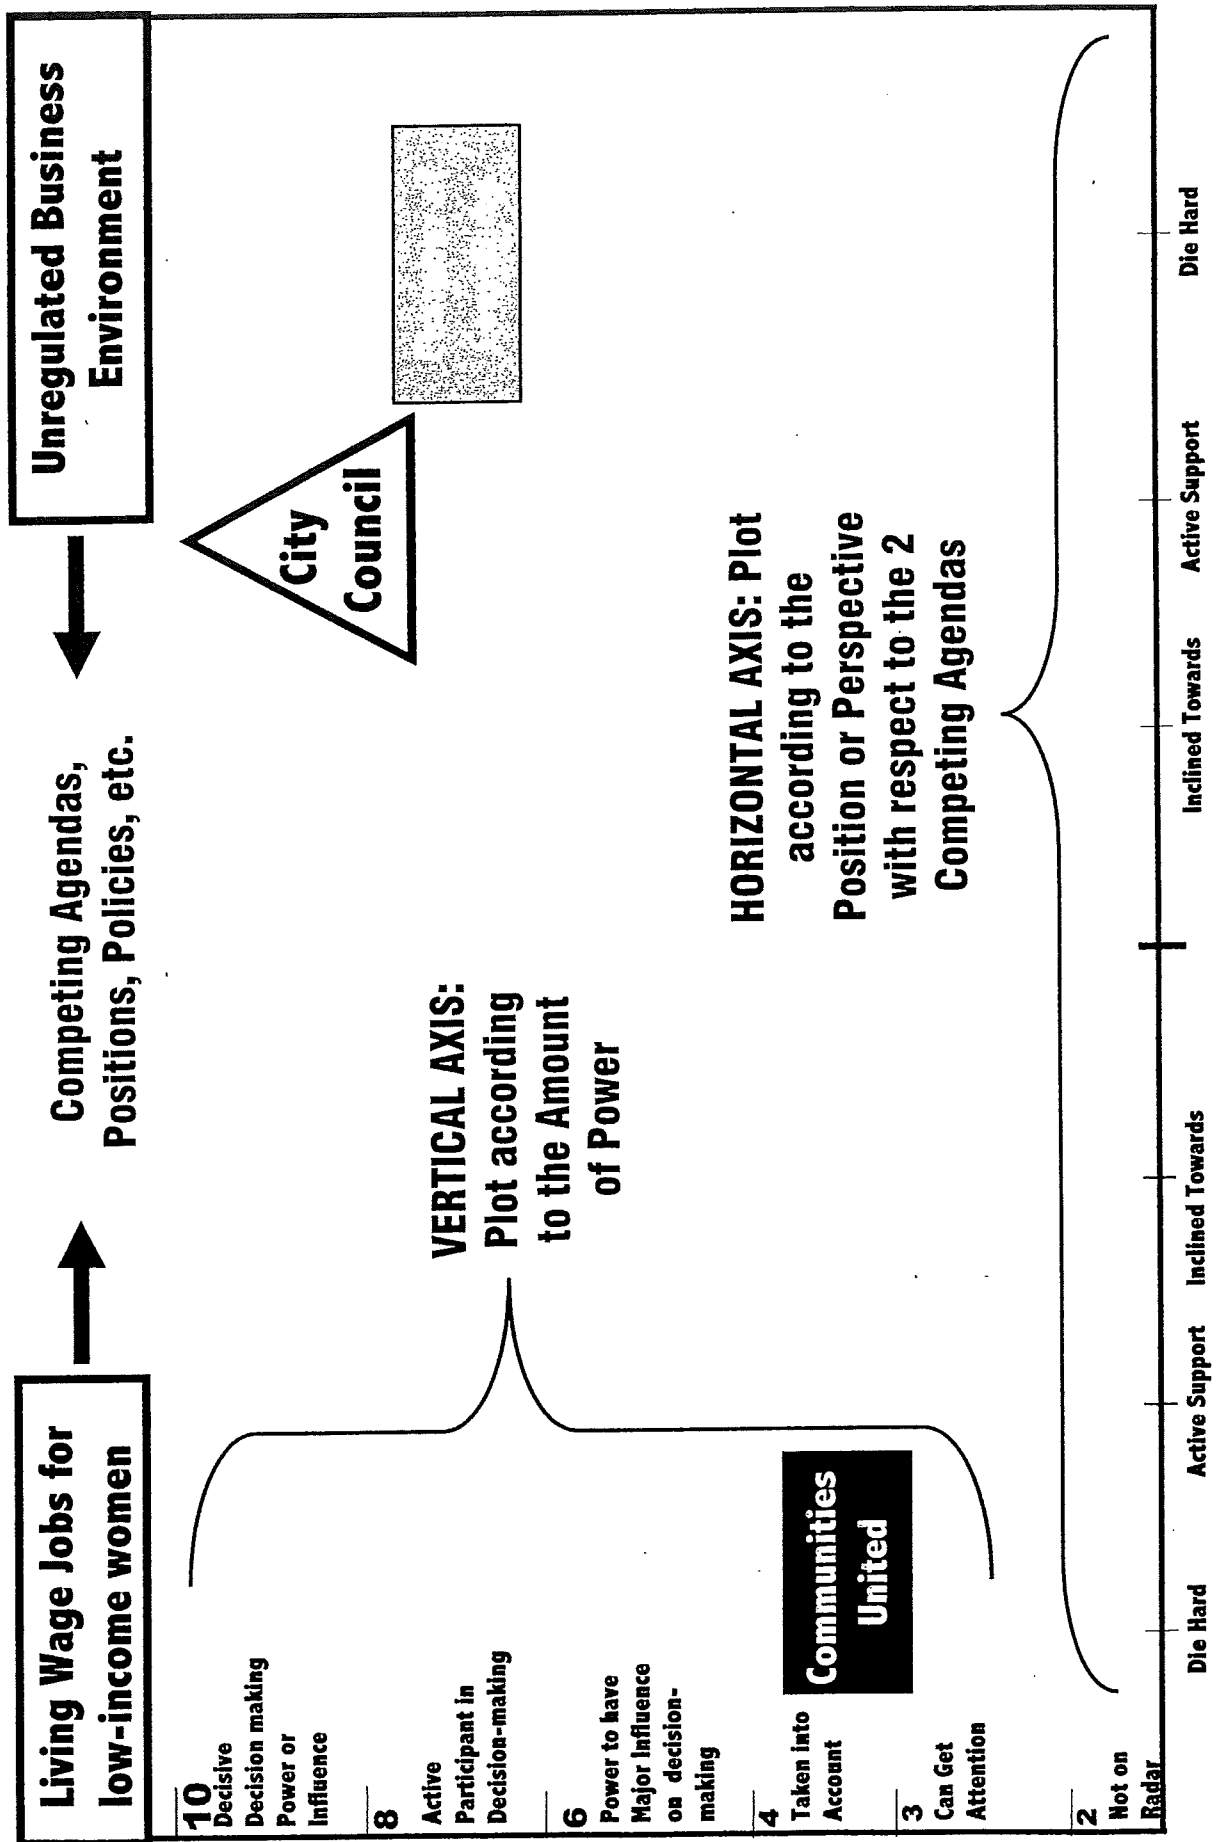 Living Wage Jobs for
low-income women
Competing Agendas,
Positions, Policies, etc.
Unregulated Business
Environment
10
Decisive
Decision making
Power or
Influence
8
Active
Participant in
Decision-making
6
Power to have
Major Influence
on decision-
making
4
Taken into
Account
3
Can Get
Attention
2
Not on
Radar
VERTICAL AXIS:
Plot according
to the Amount
of Power
City
Council
Communities
United
HORIZONTAL AXIS: Plot
according to the
Position or Perspective
with respect to the 2
Competing Agendas
Die Hard
Active Support
Inclined Towards
Inclined Towards
Active Support
Die Hard